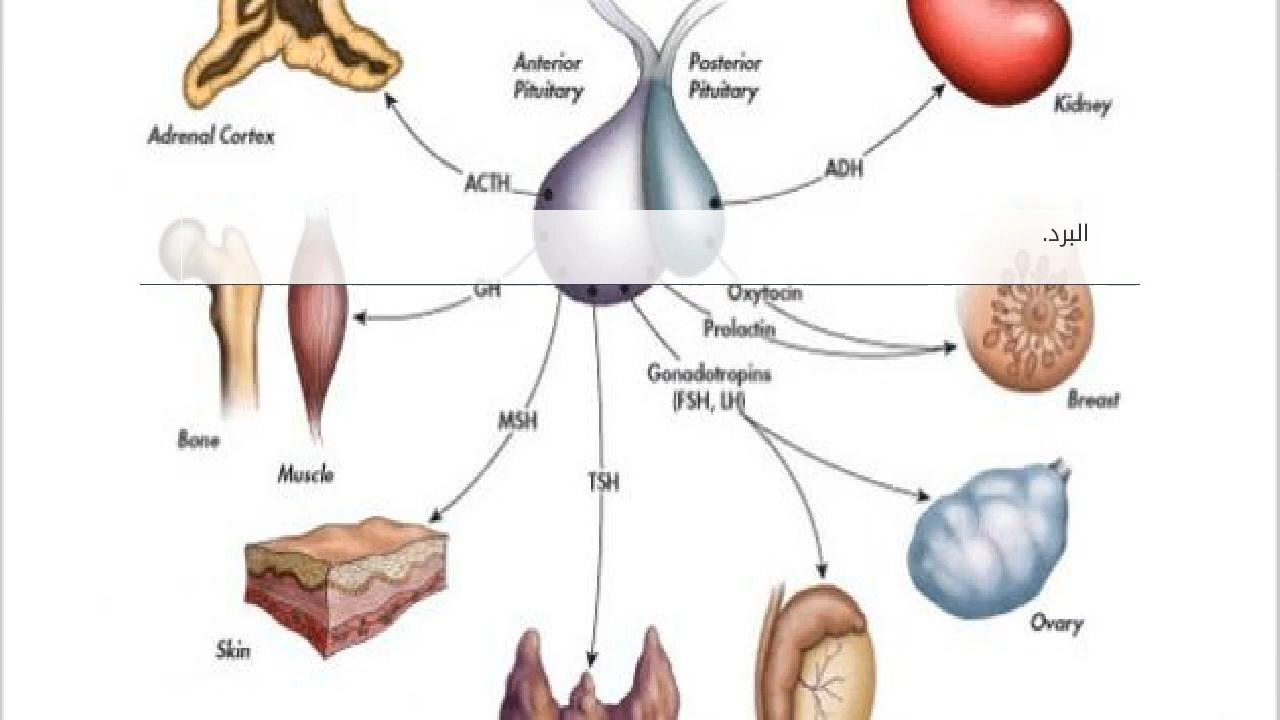 Anterior
Pituitary
Posterior
Pituitary
Kidney
Adrenal Cortex
ACTH
ADH
البرد.
GH
Oxytocin
Prolactin
Gonadotropins
(FSH, LH)
Breast
MSH
Bone
Muscle
TSH
Ovary
Skin